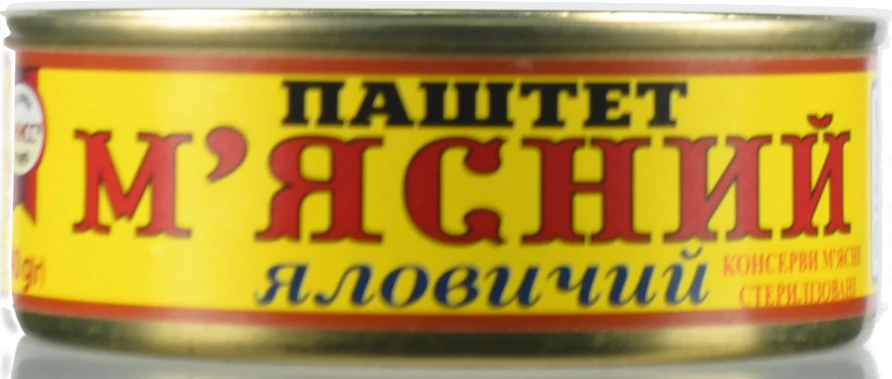 ПАШТЕТ
М'ЯСНИЙ
яловичий
КОНСЕРВИ М'ЯСНІ
СТЕРИЛІЗОВАНІ